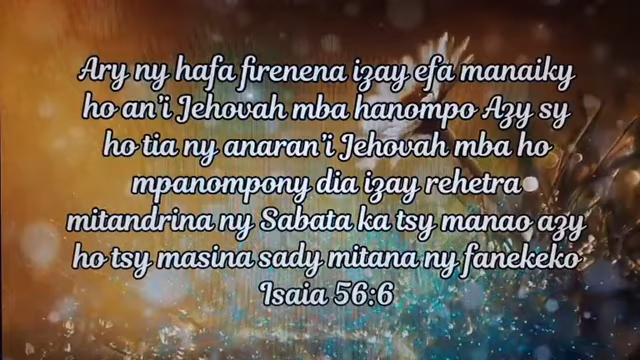 Ary ny hafa firenena izay efa manaiky
ho an'i Jehovah mba hanompo Azy sy
ho tia ny anaran'i Jehovah mba ho
mpanompony dia izay rehetra
mitandrina ny Sabata ka tsy manao azy
ho tsy masina sady mitana ny fanekeko
Isaia 56:6